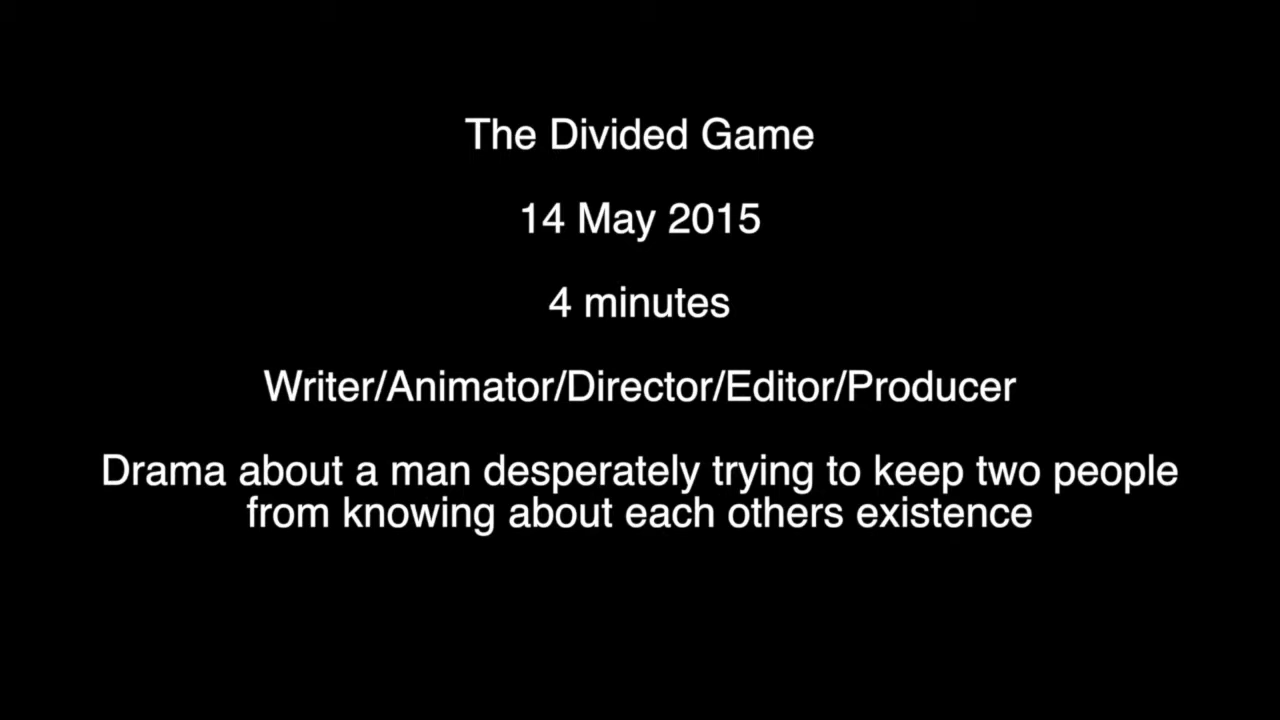 The Divided Game
14 May 2015
4 minutes
Writer/Animator/Director/Editor/Producer
Drama about a man desperately trying to keep two people
from knowing about each others existence